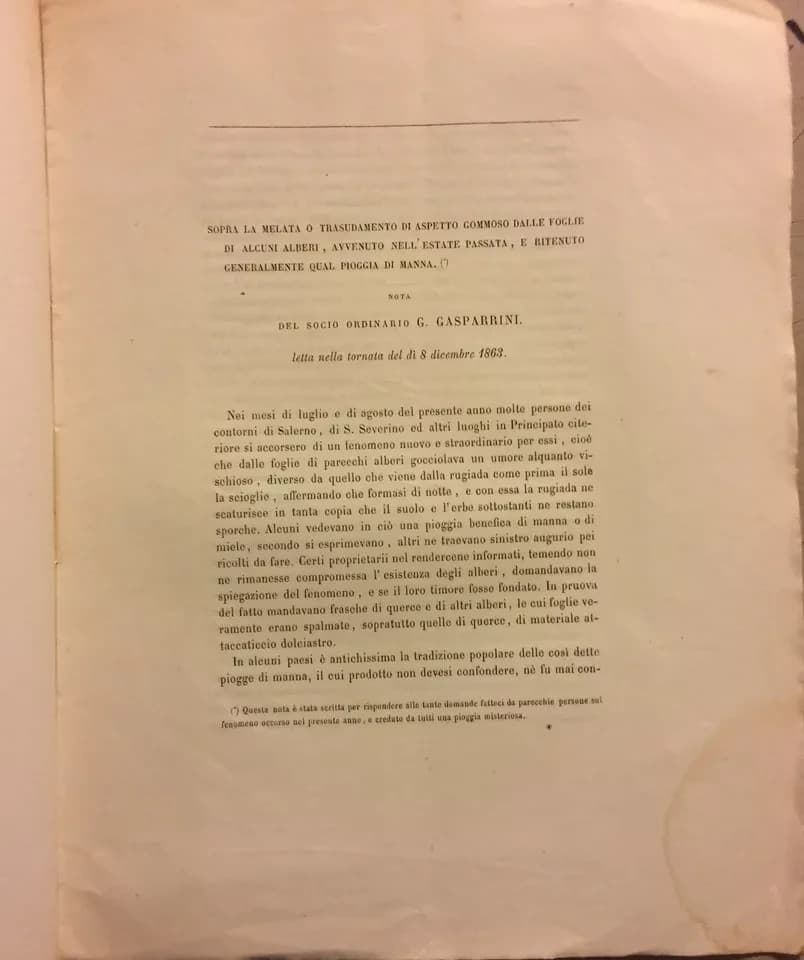 SOPRA LA MELATA O TRASUDAMENTO DI ASPETTO GOMMOSO DALLE FOGLIE
DI ALCUNI ALBERI, AVVENUTO NELL'ESTATE PASSATA, E RITENUTO
GENERALMENTE QUAL PIOGGIA DI MANNA. (*)
NOTA
DEL SOCIO ORDINARIO G. GASPARRINI.
letta nella tornata del dì 8 dicembre 1863.
Nei mesi di luglio e di agosto del presente anno molte persone dei
contorni di Salerno, di S. Severino ed altri luoghi in Principato cite-
riore si accorsero di un fenomeno nuovo e straordinario per essi, cioè
che dalle foglie di parecchi alberi gocciolava un umore alquanto vi-
schioso, diverso da quello che viene dalla rugiada come prima il sole
la scioglie, affermando che formasi di notte, e con essa la rugiada ne
scaturisce in tanta copia che il suolo e l'erbe sottostanti ne restano
sporche. Alcuni vedevano in ciò una pioggia benefica di manna o di
miele, secondo si esprimevano, altri ne traevano sinistro augurio pei
ricolti da fare. Certi proprietarii nel rendercene informati, temendo non
ne rimanesse compromessa l'esistenza degli alberi, domandavano la
spiegazione del fenomeno, e se il loro timore fosse fondato. In pruova
del fatto mandavano frasche di querce e di altri alberi, le cui foglie ve-
ramente erano spalmate, sopratutto quelle di querce, di materiale at-
taccaticcio dolciastro.
In alcuni paesi è antichissima la tradizione popolare delle così dette
piogge di manna, il cui prodotto non devesi confondere, nè fu mai con-
(*) Questa nota è stata scritta per rispondere alle tante domande fatteci da parecchie persone sul
fenomeno occorso nel presente anno, e creduto da tutti una pioggia misteriosa.